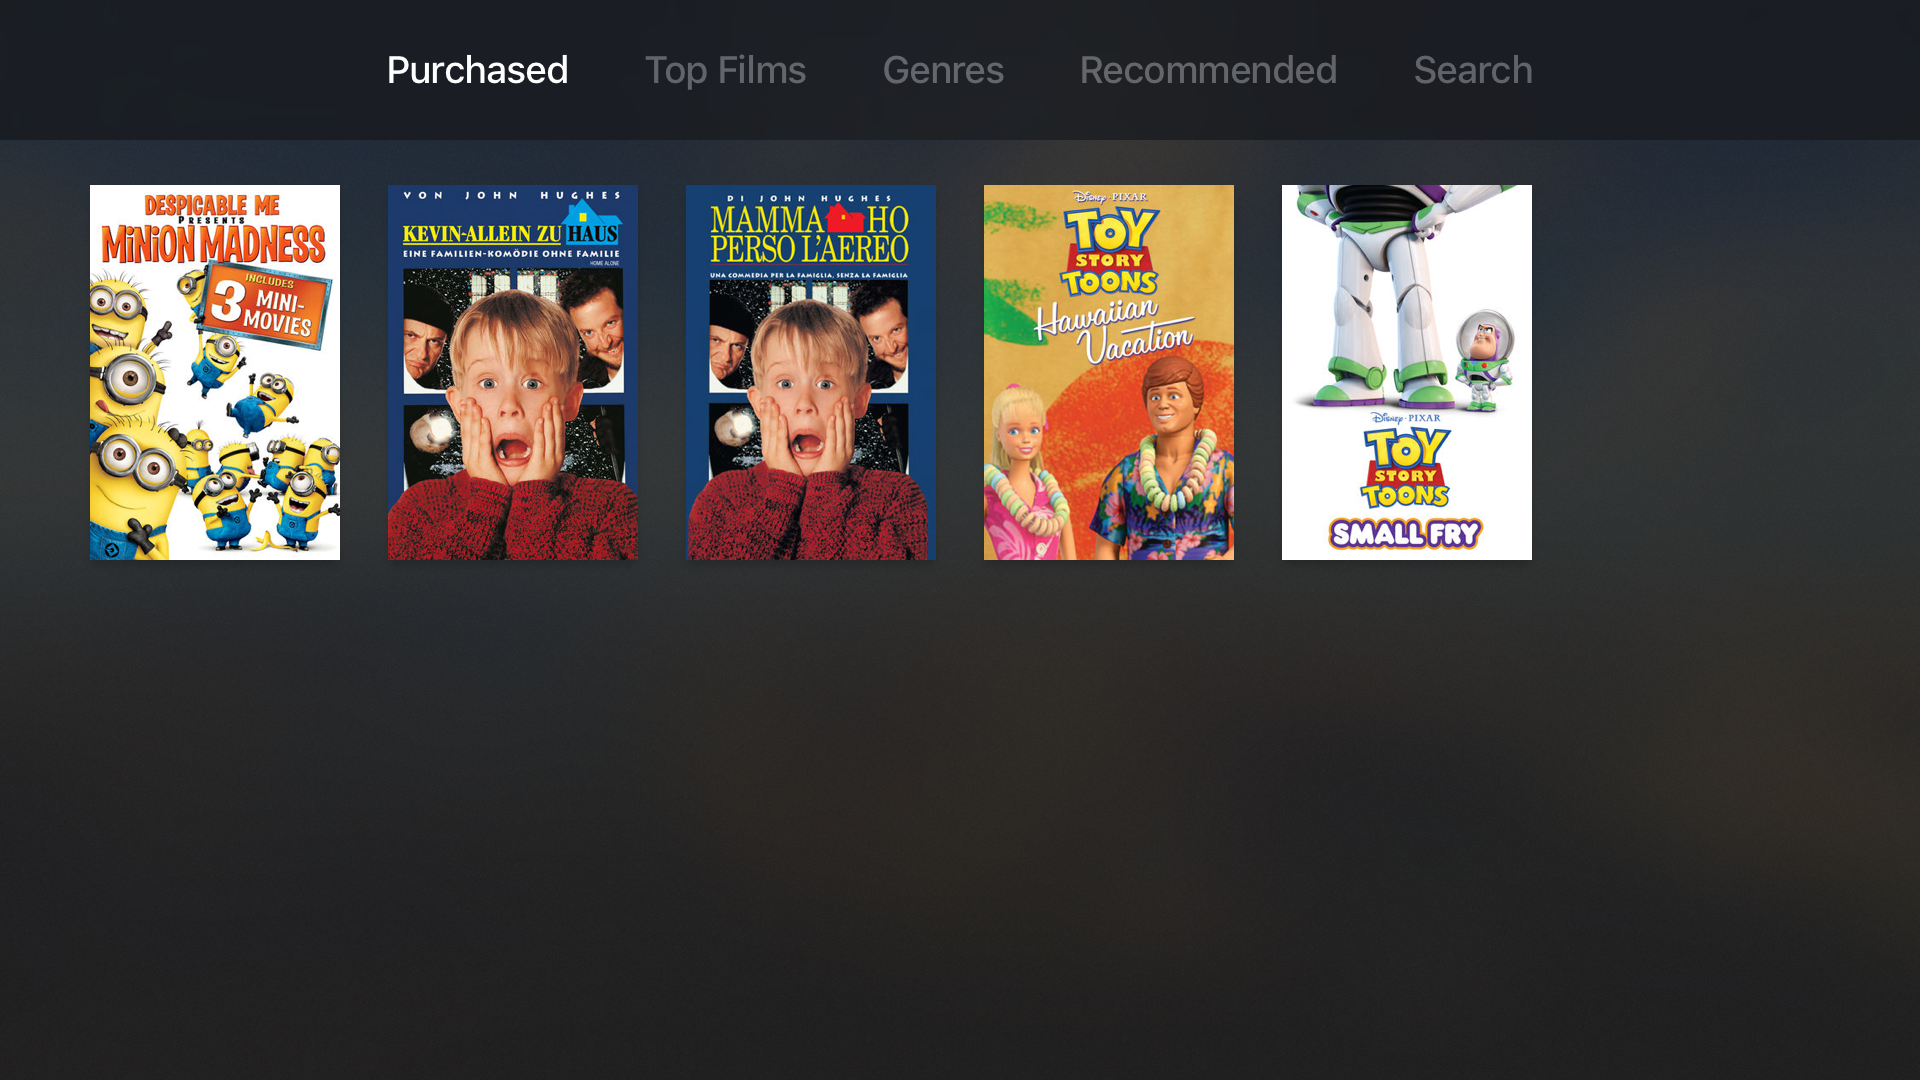 Purchased Top Films Genres Recommended Search
DESPICABLE ME
PRESENTS
MINION MADNESS
INCLUDES
3 MINI-
MOVIES
VON JOHN HUGHES
KEVIN-ALLEIN ZU HAUS
EINE FAMILIEN-KOMÖDIE OHNE FAMILIE
HOME ALONE
DI JOHN HUGHES
MAMMA HO
PERSO L'AEREO
UNA COMMEDIA PER LA FAMIGLIA, SENZA LA FAMIGLIA
Disney · PIXAR
TOY
STORY
TOONS
Hawaiian
Vacation
Disney · PIXAR
TOY
STORY
TOONS
SMALL FRY